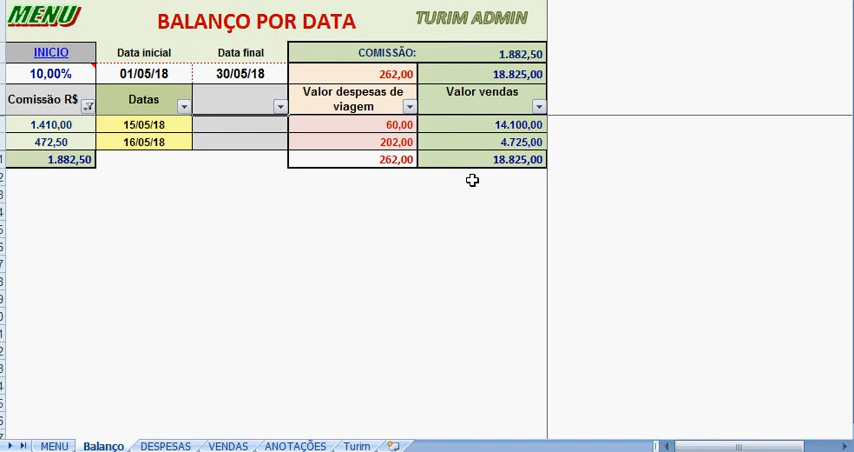 MENU BALANÇO POR DATA TURIM ADMIN
INICIO Data inicial Data final COMISSÃO: 1.882,50
10,00% 01/05/18 30/05/18 262,00 18.825,00
Comissão R$ Datas Valor despesas de viagem Valor vendas
1.410,00 15/05/18 60,00 14.100,00
472,50 16/05/18 202,00 4.725,00
1.882,50 262,00 18.825,00
MENU Balanço DESPESAS VENDAS ANOTAÇÕES Turim